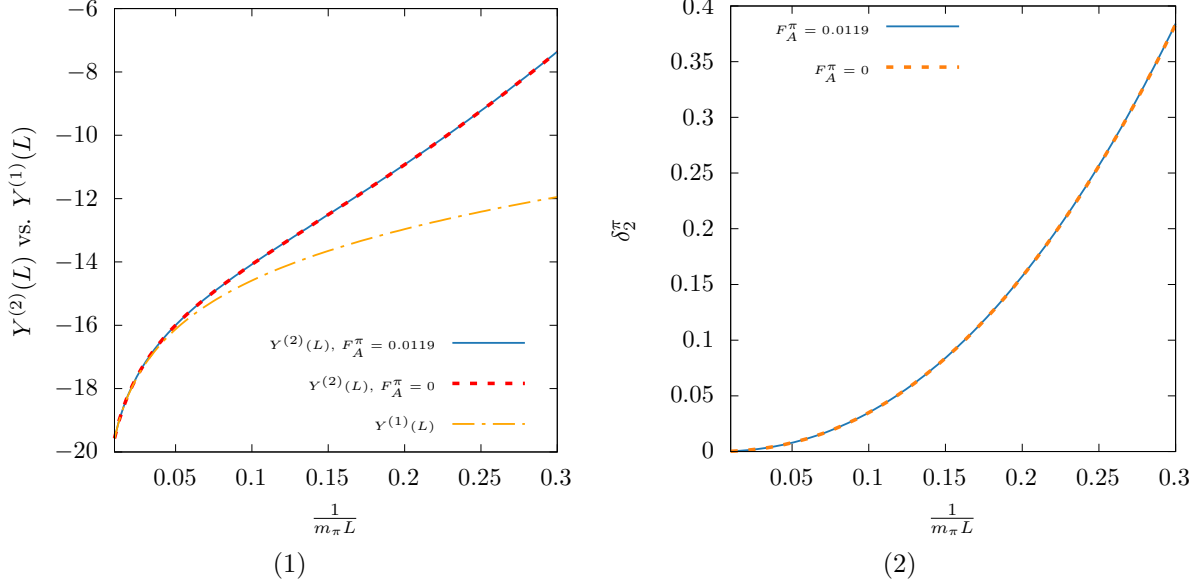 Y^(2)(L) vs. Y^(1)(L)
−6
−8
−10
−12
−14
−16
−18
−20
0.05 0.1 0.15 0.2 0.25 0.3
1/(m_π L)
Y^(2)(L), F_A^π = 0.0119
Y^(2)(L), F_A^π = 0
Y^(1)(L)
(1)
δ_2^π
0.4
0.35
0.3
0.25
0.2
0.15
0.1
0.05
0
0.05 0.1 0.15 0.2 0.25 0.3
1/(m_π L)
F_A^π = 0.0119
F_A^π = 0
(2)